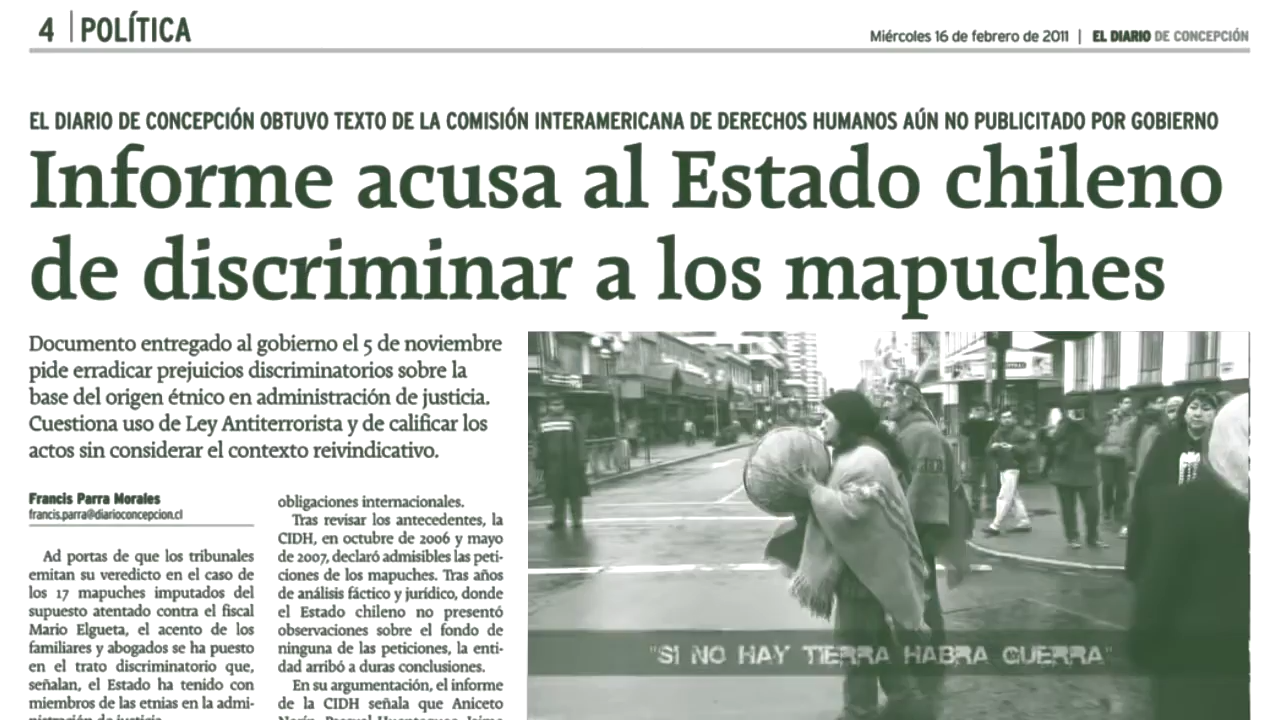 4 | POLÍTICA
Miércoles 16 de febrero de 2011 | EL DIARIO DE CONCEPCIÓN
EL DIARIO DE CONCEPCIÓN OBTUVO TEXTO DE LA COMISIÓN INTERAMERICANA DE DERECHOS HUMANOS AÚN NO PUBLICITADO POR GOBIERNO
Informe acusa al Estado chileno
de discriminar a los mapuches
Documento entregado al gobierno el 5 de noviembre
pide erradicar prejuicios discriminatorios sobre la
base del origen étnico en administración de justicia.
Cuestiona uso de Ley Antiterrorista y de calificar los
actos sin considerar el contexto reivindicativo.
Francis Parra Morales
francis.parra@diarioconcepcion.cl
Ad portas de que los tribunales
emitan su veredicto en el caso de
los 17 mapuches imputados del
supuesto atentado contra el fiscal
Mario Elgueta, el acento de los
familiares y abogados se ha puesto
en el trato discriminatorio que,
señalan, el Estado ha tenido con
miembros de las etnias en la admi-
nistración de justicia.
obligaciones internacionales.
Tras revisar los antecedentes, la
CIDH, en octubre de 2006 y mayo
de 2007, declaró admisibles las peti-
ciones de los mapuches. Tras años
de análisis fáctico y jurídico, donde
el Estado chileno no presentó
observaciones sobre el fondo de
ninguna de las peticiones, la enti-
dad arribó a duras conclusiones.
En su argumentación, el informe
de la CIDH señala que Aniceto
"SI NO HAY TIERRA HABRA GUERRA"